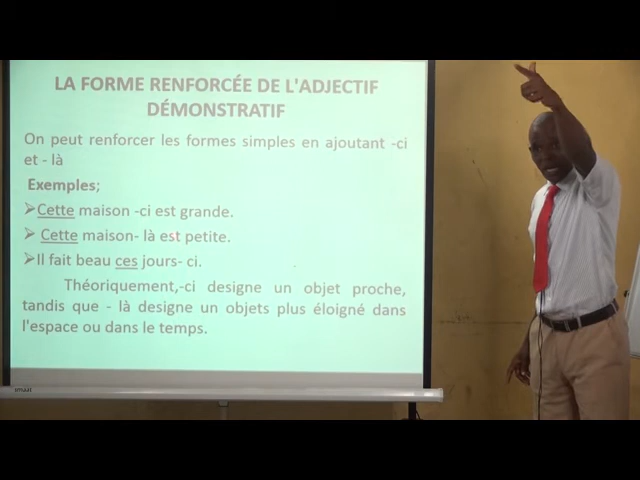 LA FORME RENFORCÉE DE L'ADJECTIF
DÉMONSTRATIF
On peut renforcer les formes simples en ajoutant -ci
et - là
Exemples;
➢Cette maison -ci est grande.
➢ Cette maison- là est petite.
➢Il fait beau ces jours- ci.
Théoriquement,-ci designe un objet proche,
tandis que - là designe un objets plus éloigné dans
l'espace ou dans le temps.